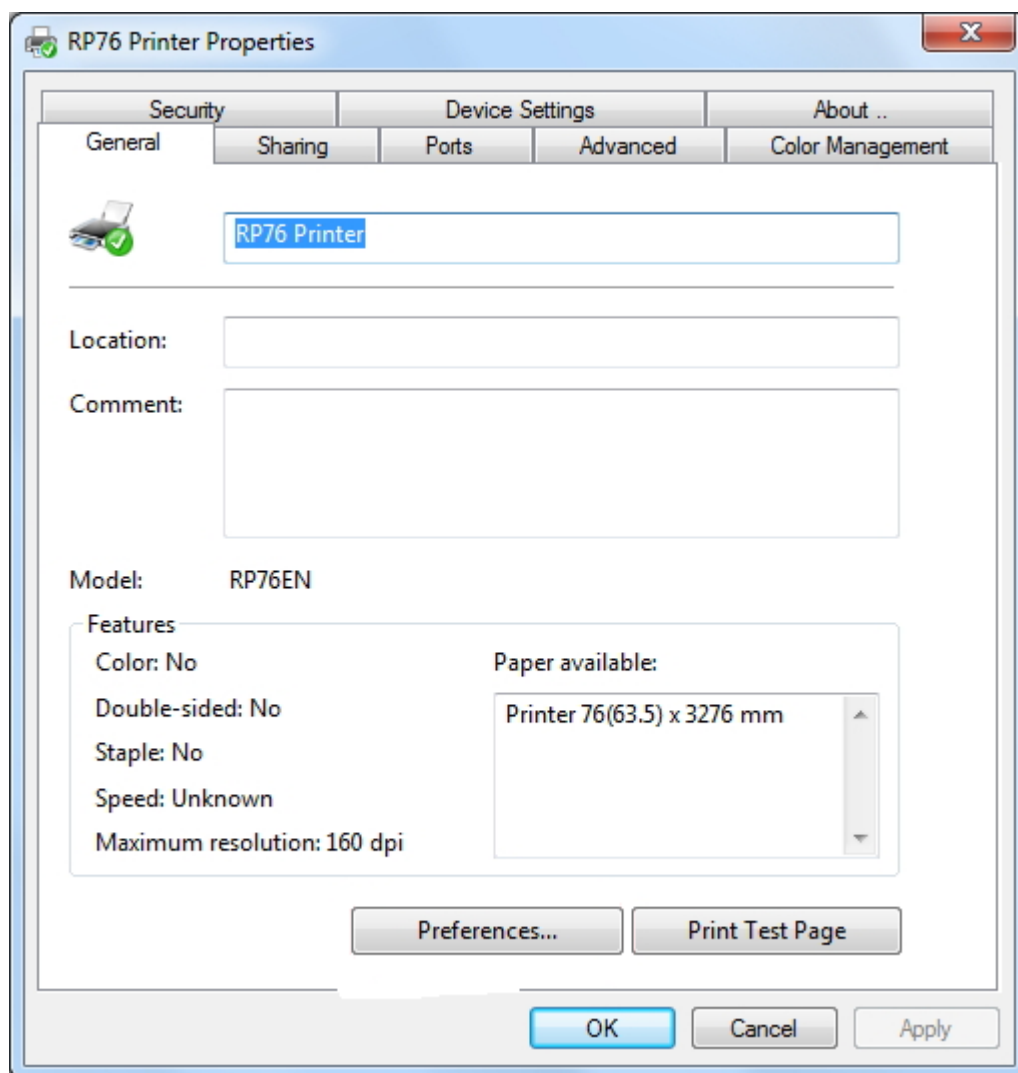 RP76 Printer Properties
X
Security Device Settings About ..
General Sharing Ports Advanced Color Management
RP76 Printer
Location:
Comment:
Model: RP76EN
Features
Color: No Paper available:
Double-sided: No Printer 76(63.5) x 3276 mm
Staple: No
Speed: Unknown
Maximum resolution: 160 dpi
Preferences... Print Test Page
OK Cancel Apply